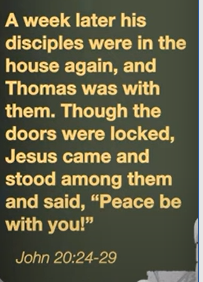 A week later his
disciples were in the
house again, and
Thomas was with
them. Though the
doors were locked,
Jesus came and
stood among them
and said, “Peace be
with you!”
John 20:24-29